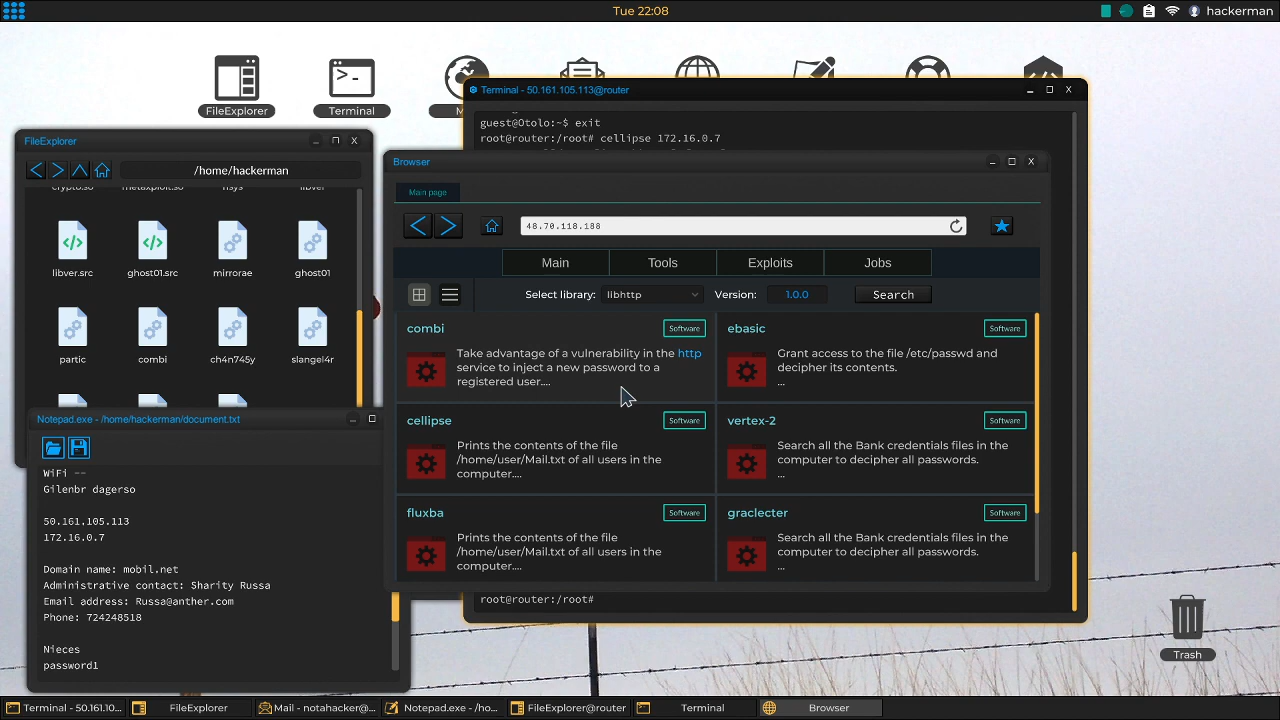 Tue 22:08
hackerman
FileExplorer
Terminal
M
Terminal - 50.161.105.113@router
guest@Otolo:~$ exit
root@router:/root# cellipse 172.16.0.7
FileExplorer
/home/hackerman
crypto.so
metaxploit.so
libver
libver.src
ghost01.src
mirrorae
ghost01
partic
combi
ch4n745y
slangel4r
Browser
Main page
48.70.118.188
Main
Tools
Exploits
Jobs
Select library:
libhttp
Version:
1.0.0
Search
combi
Software
Take advantage of a vulnerability in the http
service to inject a new password to a
registered user....
ebasic
Software
Grant access to the file /etc/passwd and
decipher its contents.
...
cellipse
Software
Prints the contents of the file
/home/user/Mail.txt of all users in the
computer....
vertex-2
Software
Search all the Bank credentials files in the
computer to decipher all passwords.
...
fluxba
Software
Prints the contents of the file
/home/user/Mail.txt of all users in the
computer....
graclecter
Software
Search all the Bank credentials files in the
computer to decipher all passwords.
...
root@router:/root#
Notepad.exe - /home/hackerman/document.txt
WiFi --
Gilenbr dagerso
50.161.105.113
172.16.0.7
Domain name: mobil.net
Administrative contact: Sharity Russa
Email address: Russa@anther.com
Phone: 724248518
Nieces
password1
Trash
Terminal - 50.161.10...
FileExplorer
Mail - notahacker@...
Notepad.exe - /ho...
FileExplorer@router
Terminal
Browser